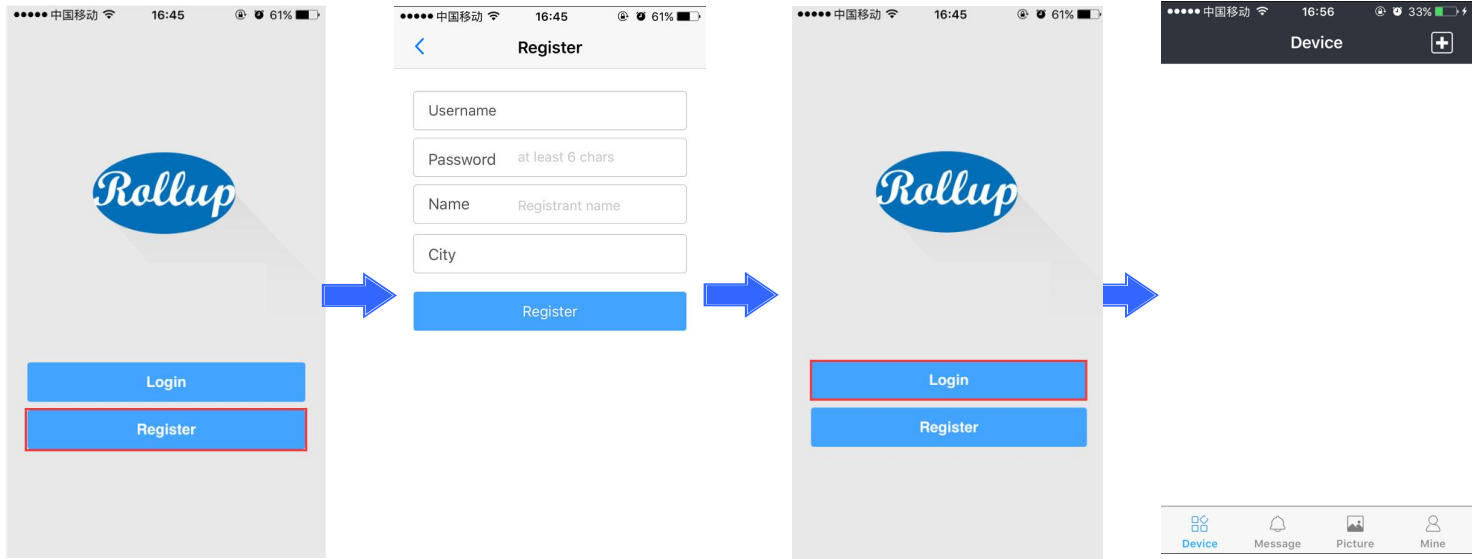 中国移动 16:45 61%
Rollup
Login
Register
中国移动 16:45 61%
Register
Username
Password at least 6 chars
Name Registrant name
City
Register
中国移动 16:45 61%
Rollup
Login
Register
中国移动 16:56 33%
Device
Device Message Picture Mine